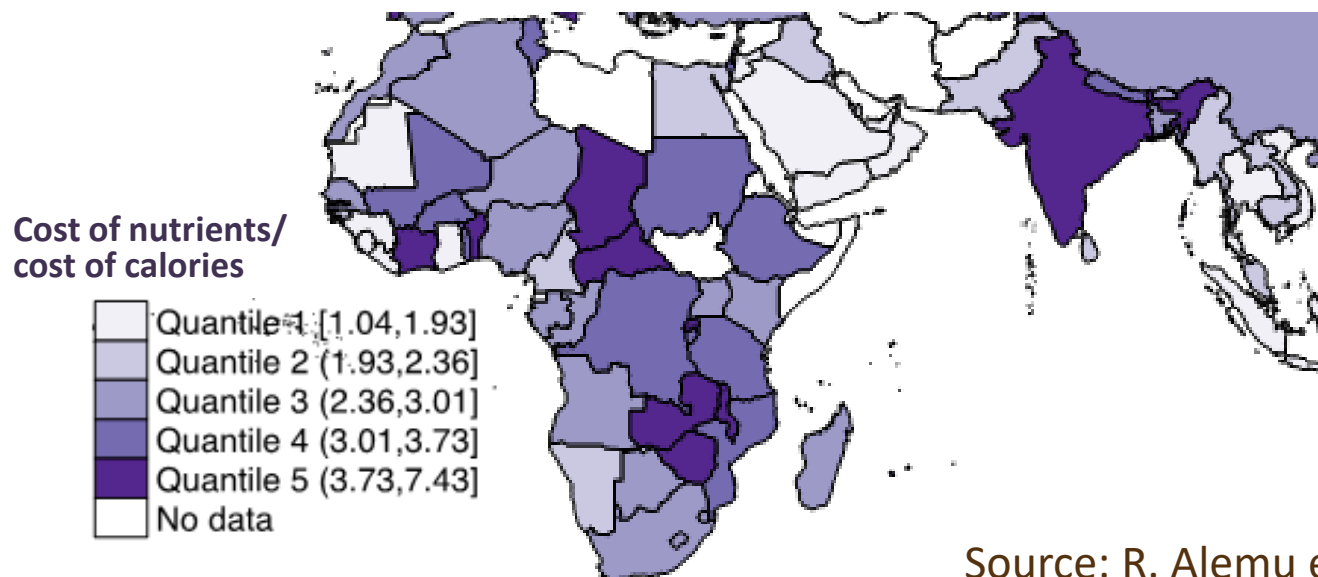 Cost of nutrients/
cost of calories
Quantile 1 [1.04,1.93]
Quantile 2 (1.93,2.36]
Quantile 3 (2.36,3.01]
Quantile 4 (3.01,3.73]
Quantile 5 (3.73,7.43]
No data
Source: R. Alemu e